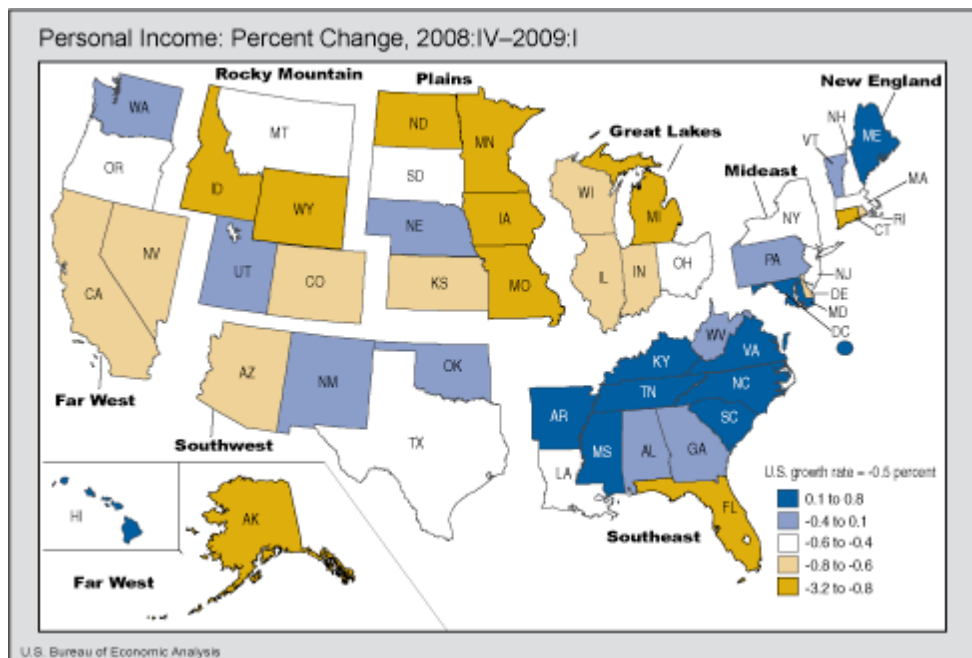 Personal Income: Percent Change, 2008:IV–2009:I
Rocky Mountain
Plains
New England
Great Lakes
Mideast
WA
MT
ND
MN
NH
ME
VT
OR
ID
SD
WI
MA
WY
MI
NY
RI
CT
IA
NE
PA
NV
UT
CO
KS
IL
IN
OH
NJ
CA
MO
DE
MD
DC
WV
VA
KY
AZ
NM
OK
TN
NC
AR
SC
Far West
Southwest
TX
MS
AL
GA
LA
U.S. growth rate = -0.5 percent
0.1 to 0.8
-0.4 to 0.1
-0.6 to -0.4
-0.8 to -0.6
-3.2 to -0.8
HI
AK
FL
Southeast
Far West
U.S. Bureau of Economic Analysis